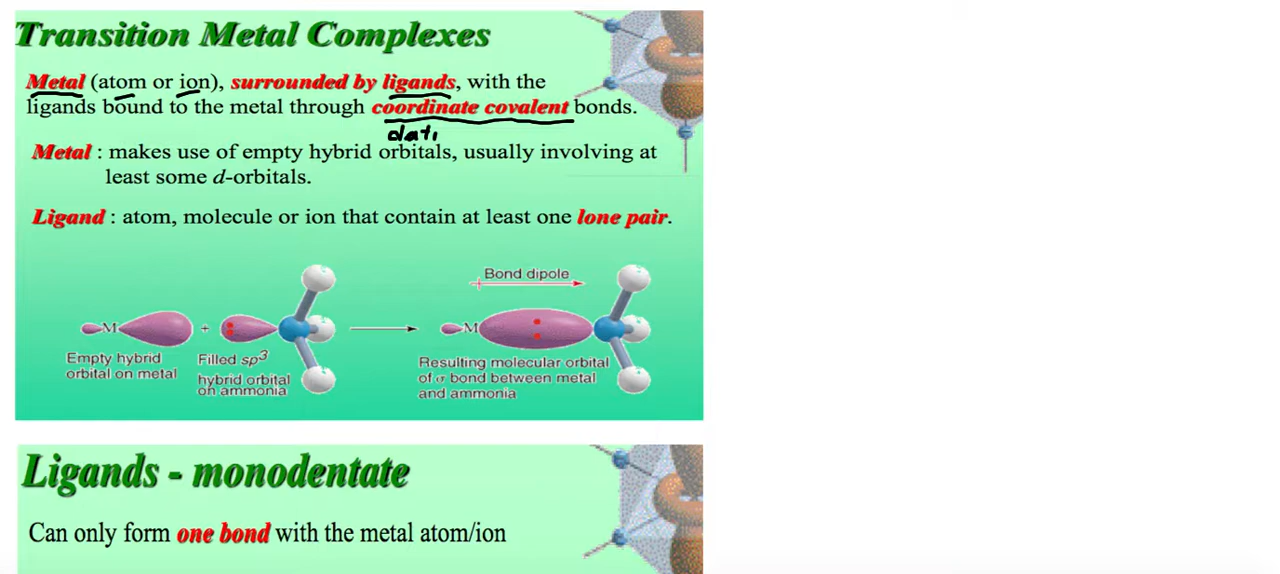 Transition Metal Complexes
Metal (atom or ion), surrounded by ligands, with the
ligands bound to the metal through coordinate covalent bonds.
dati
Metal : makes use of empty hybrid orbitals, usually involving at
least some d-orbitals.
Ligand : atom, molecule or ion that contain at least one lone pair.
Bond dipole
M + M
Empty hybrid
orbital on metal
Filled sp3
hybrid orbital
on ammonia
Resulting molecular orbital
of σ bond between metal
and ammonia
Ligands - monodentate
Can only form one bond with the metal atom/ion